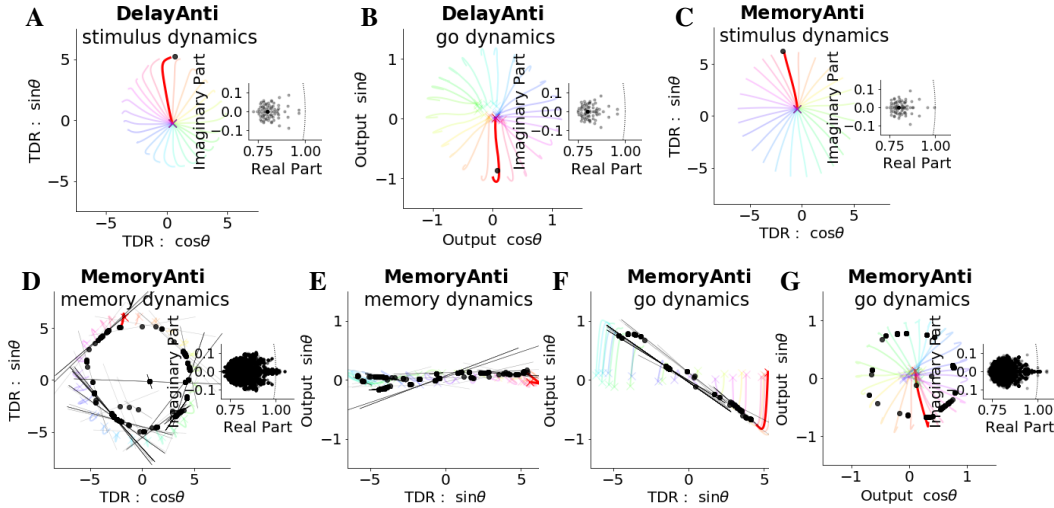 A
DelayAnti
stimulus dynamics
TDR : sinθ
5
0
−5
−5
0
5
TDR : cosθ
Imaginary Part
0.1
0.0
−0.1
0.75
1.00
Real Part
B
DelayAnti
go dynamics
Output sinθ
1
0
−1
−1
0
1
Output cosθ
Imaginary Part
0.1
0.0
−0.1
0.75
1.00
Real Part
C
MemoryAnti
stimulus dynamics
TDR : sinθ
5
0
−5
−5
0
5
TDR : cosθ
Imaginary Part
0.1
0.0
−0.1
0.75
1.00
Real Part
D
MemoryAnti
memory dynamics
TDR : sinθ
5
0
−5
−5
0
5
TDR : cosθ
Imaginary Part
0.1
0.0
−0.1
0.75
1.00
Real Part
E
MemoryAnti
memory dynamics
Output sinθ
1
0
−1
−5
0
5
TDR : sinθ
F
MemoryAnti
go dynamics
Output sinθ
1
0
−1
−5
0
5
TDR : sinθ
G
MemoryAnti
go dynamics
Output sinθ
1
0
−1
−1
0
1
Output cosθ
Imaginary Part
0.1
0.0
−0.1
0.75
1.00
Real Part